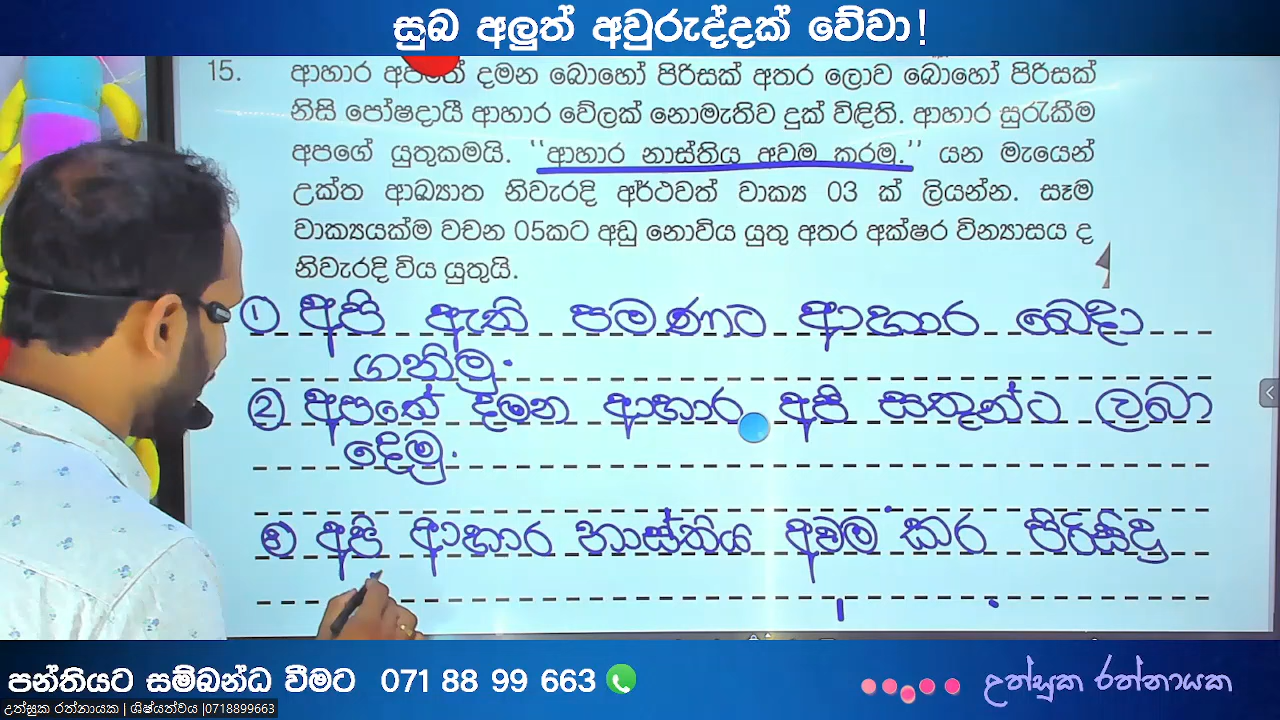 සුබ අලුත් අවුරුද්දක් වේවා!
15. ආහාර අපතේ දමන බොහෝ පිරිසක් අතර ලොව බොහෝ පිරිසක්
නිසි පෝෂදායී ආහාර වේලක් නොමැතිව දුක් විඳිති. ආහාර සුරැකීම
අපගේ යුතුකමයි. ‘‘ආහාර නාස්තිය අවම කරමු.’’ යන මැයෙන්
උක්ත ආඛ්‍යාත නිවැරදි අර්ථවත් වාක්‍ය 03 ක් ලියන්න. සෑම
වාක්‍යයක්ම වචන 05කට අඩු නොවිය යුතු අතර අක්ෂර වින්‍යාසය ද
නිවැරදි විය යුතුයි.
① අපි ඇති පමණට ආහාර බෙදා
ගනිමු.
② අපතේ දමන ආහාර අපි සතුන්ට ලබා
දෙමු.
③ අපි ආහාර නාස්තිය අවම කර පිරිසිදු
පන්තියට සම්බන්ධ වීමට 071 88 99 663
උත්සුක රත්නායක
උත්සුක රත්නායක | ශිෂ්යත්වය |0718899663